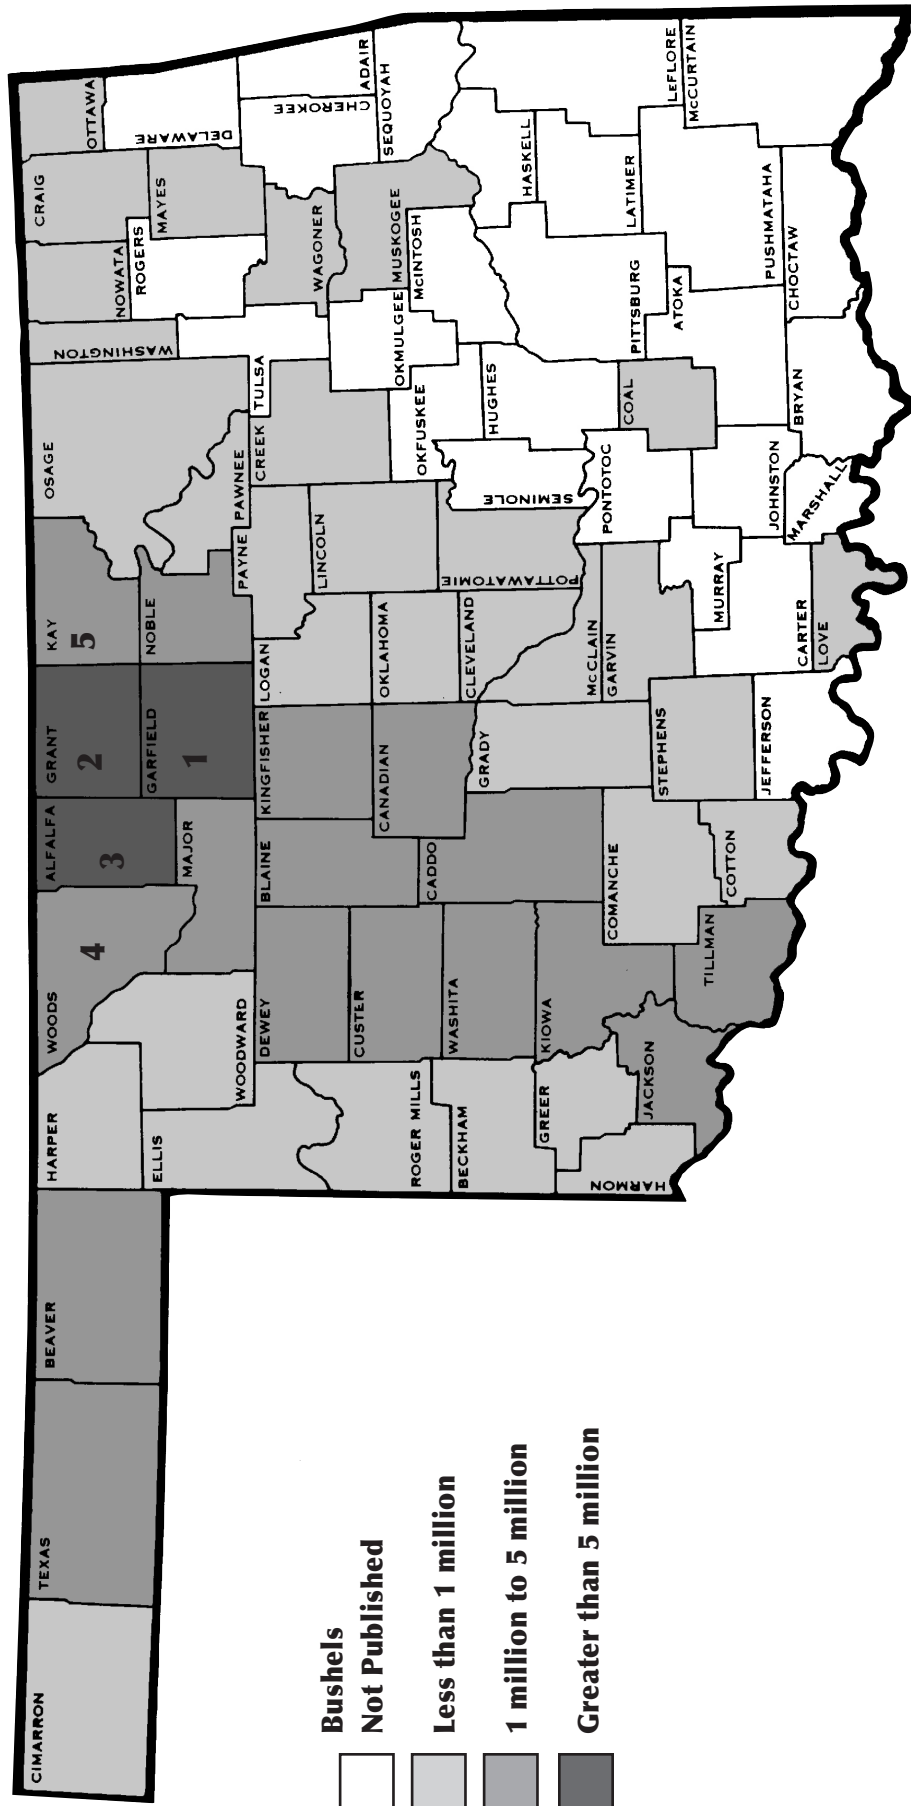 CIMARRON
TEXAS
BEAVER
HARPER
WOODS
ALFALFA
GRANT
KAY
OSAGE
WASHINGTON
NOWATA
CRAIG
OTTAWA
4
3
2
5
ELLIS
WOODWARD
MAJOR
GARFIELD
1
NOBLE
PAWNEE
ROGERS
MAYES
DELAWARE
DEWEY
BLAINE
KINGFISHER
LOGAN
PAYNE
CREEK
TULSA
WAGONER
CHEROKEE
ADAIR
ROGER MILLS
CUSTER
CANADIAN
OKLAHOMA
LINCOLN
OKFUSKEE
OKMULGEE
MUSKOGEE
McINTOSH
SEQUOYAH
BECKHAM
WASHITA
CADDO
GRADY
CLEVELAND
POTTAWATOMIE
SEMINOLE
HUGHES
HASKELL
GREER
KIOWA
COMANCHE
McCLAIN
GARVIN
PONTOTOC
COAL
PITTSBURG
LATIMER
LEFLORE
HARMON
JACKSON
TILLMAN
COTTON
STEPHENS
MURRAY
JOHNSTON
ATOKA
PUSHMATAHA
McCURTAIN
JEFFERSON
CARTER
LOVE
MARSHALL
BRYAN
CHOCTAW
Bushels
Not Published
Less than 1 million
1 million to 5 million
Greater than 5 million